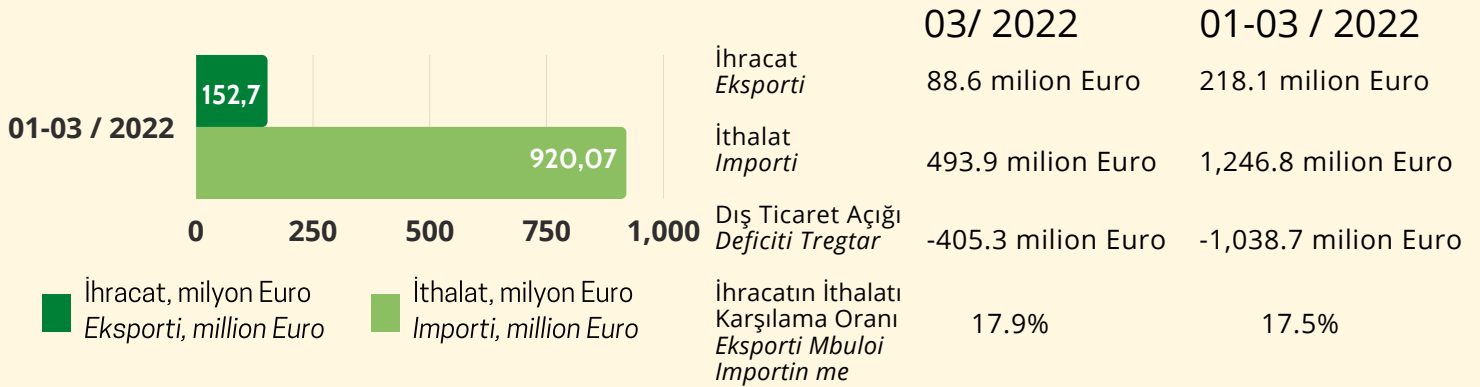 152,7
01-03 / 2022
920,07
0 250 500 750 1,000
İhracat, milyon Euro
Eksporti, million Euro
İthalat, milyon Euro
Importi, million Euro
03/ 2022 01-03 / 2022
İhracat
Eksporti
88.6 milion Euro 218.1 milion Euro
İthalat
Importi
493.9 milion Euro 1,246.8 milion Euro
Dış Ticaret Açığı
Deficiti Tregtar
-405.3 milion Euro -1,038.7 milion Euro
İhracatın İthalatı
Karşılama Oranı
Eksporti Mbuloi
Importin me
17.9% 17.5%